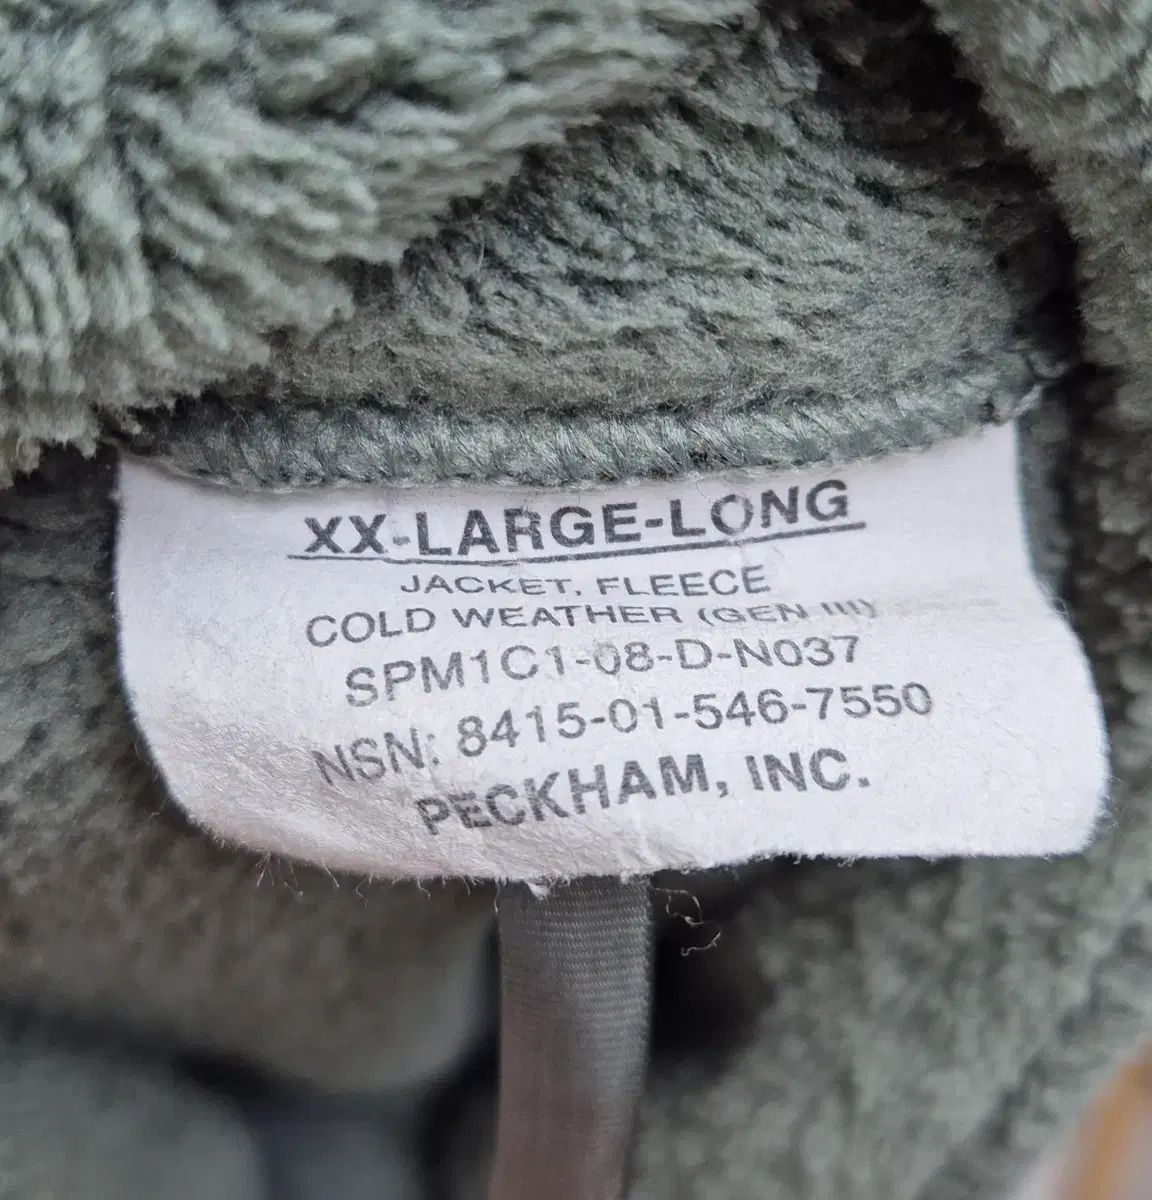 XX-LARGE-LONG
JACKET, FLEECE
COLD WEATHER (GEN III)
SPM1C1-08-D-N037
NSN: 8415-01-546-7550
PECKHAM, INC.